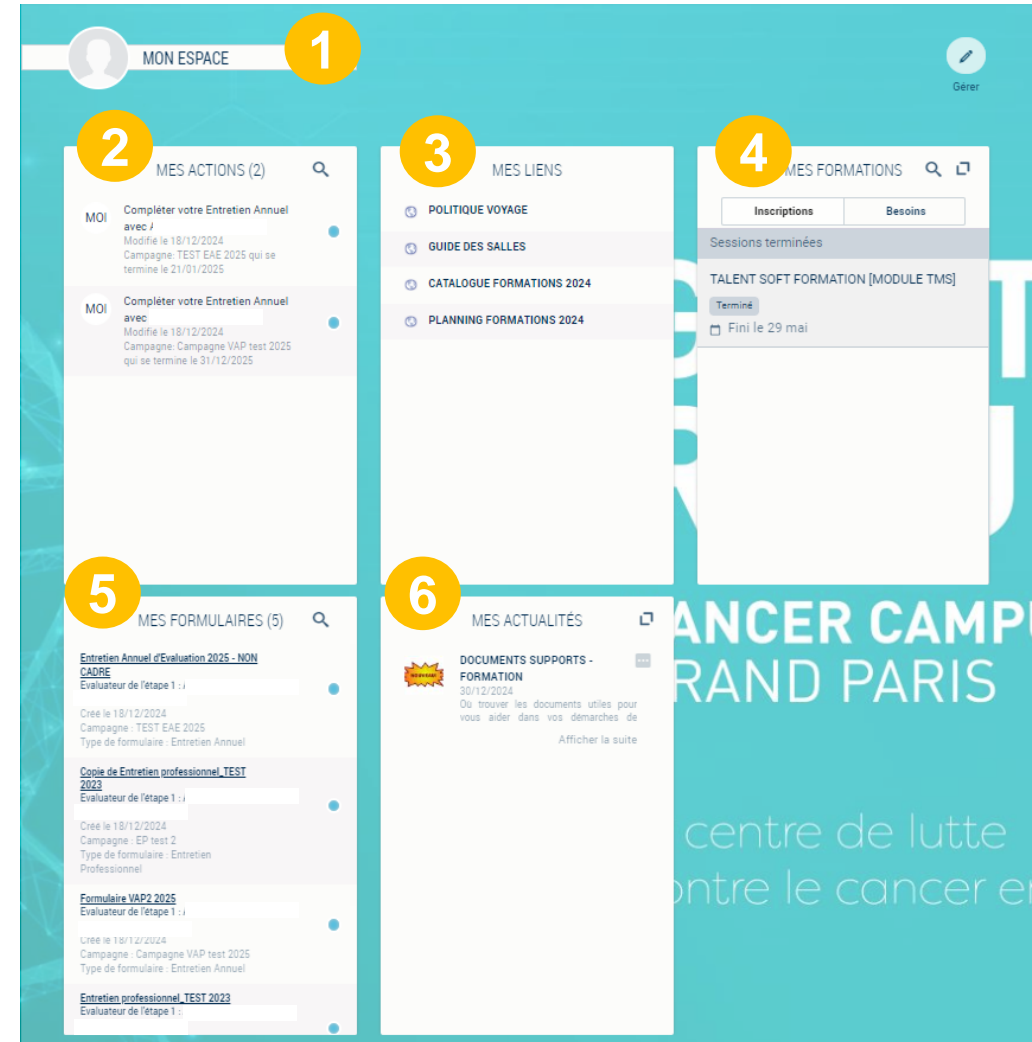 1
MON ESPACE
Gérer
2
MES ACTIONS (2)
MOI
Compléter votre Entretien Annuel
avec
Modifié le 18/12/2024
Campagne: TEST EAE 2025 qui se
termine le 21/01/2025
MOI
Compléter votre Entretien Annuel
avec
Modifié le 18/12/2024
Campagne: Campagne VAP test 2025
qui se termine le 31/12/2025
3
MES LIENS
POLITIQUE VOYAGE
GUIDE DES SALLES
CATALOGUE FORMATIONS 2024
PLANNING FORMATIONS 2024
4
MES FORMATIONS
Inscriptions Besoins
Sessions terminées
TALENT SOFT FORMATION [MODULE TMS]
Terminé
Fini le 29 mai
5
MES FORMULAIRES (5)
Entretien Annuel d'Evaluation 2025 - NON
CADRE
Evaluateur de l'étape 1 :
Créé le 18/12/2024
Campagne : TEST EAE 2025
Type de formulaire : Entretien Annuel
Copie de Entretien professionnel_TEST
2023
Evaluateur de l'étape 1 :
Créé le 18/12/2024
Campagne : EP test 2
Type de formulaire : Entretien
Professionnel
Formulaire VAP2 2025
Evaluateur de l'étape 1 :
Créé le 18/12/2024
Campagne : Campagne VAP test 2025
Type de formulaire : Entretien Annuel
Entretien professionnel_TEST 2023
Evaluateur de l'étape 1 :
6
MES ACTUALITÉS
DOCUMENTS SUPPORTS -
FORMATION
30/12/2024
Où trouver les documents utiles pour
vous aider dans vos démarches de
Afficher la suite
ANCER CAMPU
RAND PARIS
centre de lutte
ontre le cancer en